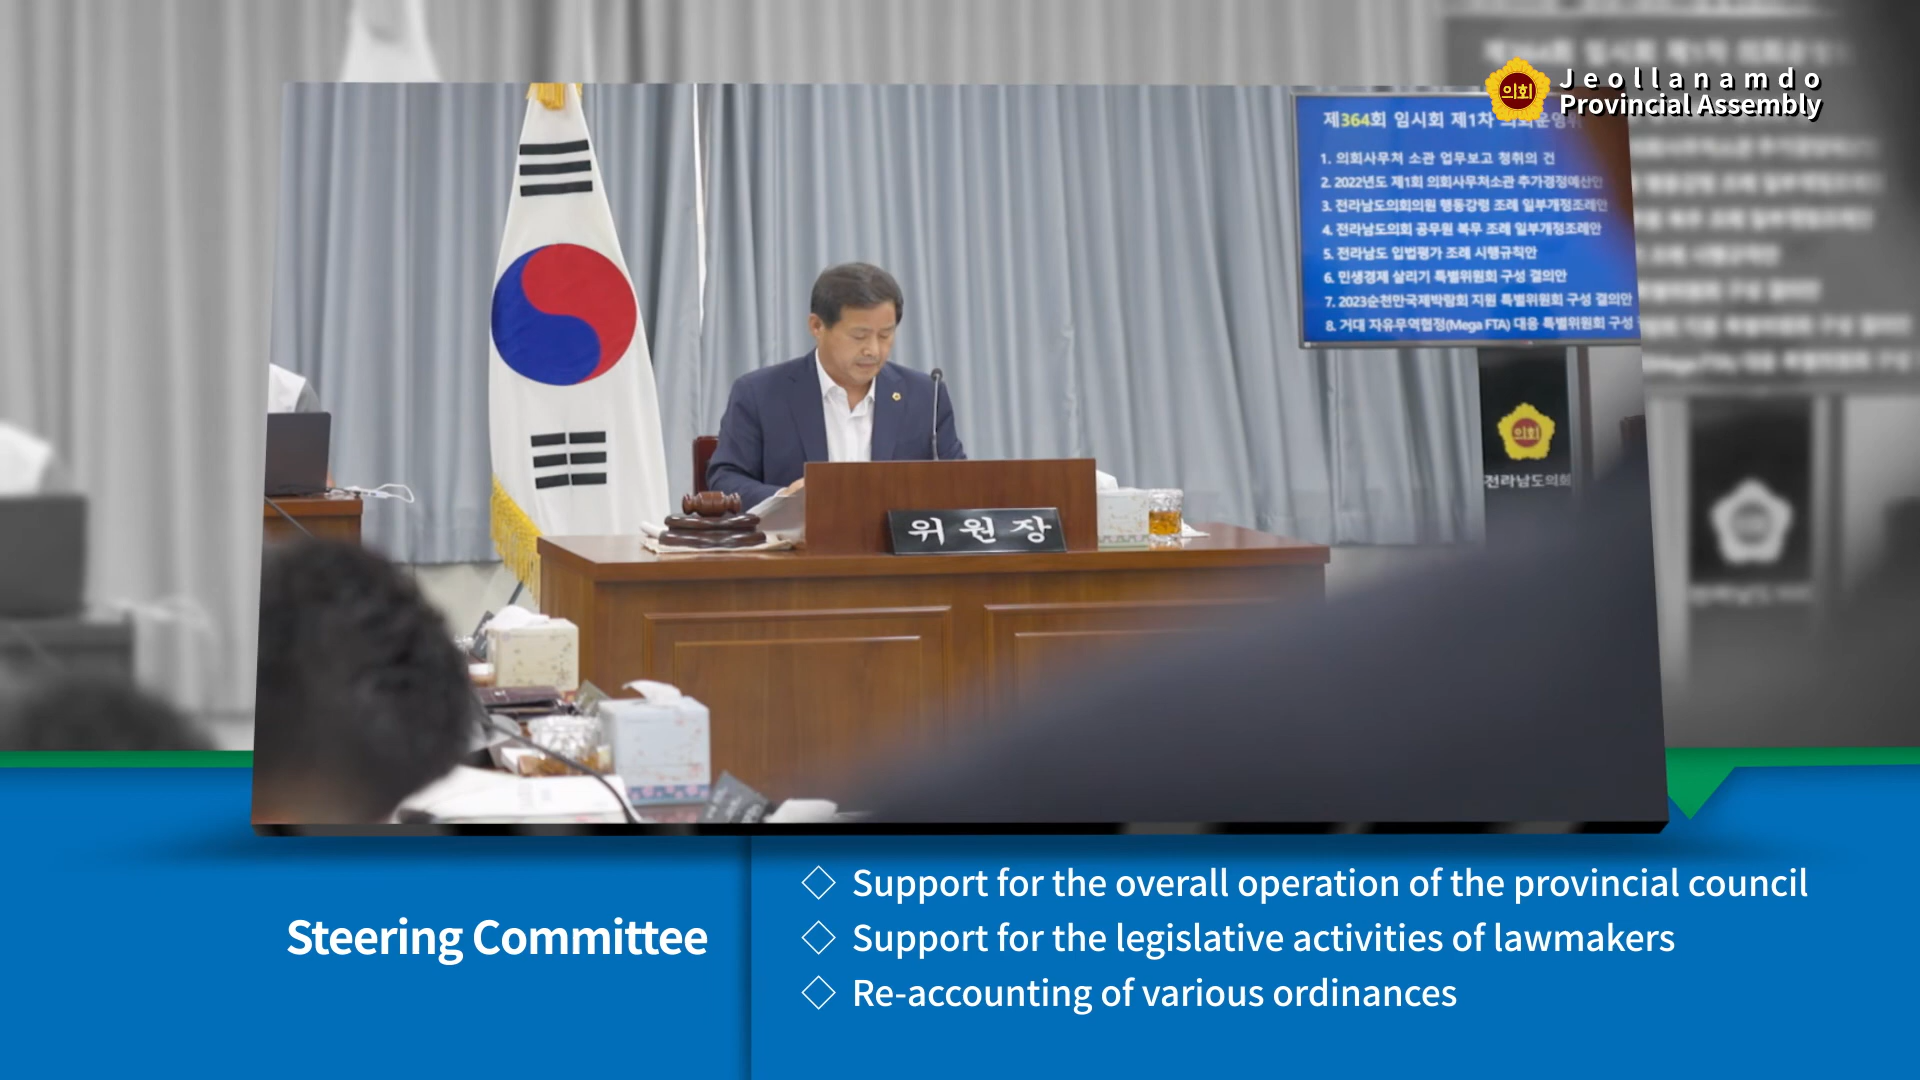 의회
Jeollanamdo
Provincial Assembly
제364회 임시회 제1차 의회운영위
1. 의회사무처 소관 업무보고 청취의 건
2. 2022년도 제1회 의회사무처소관 추가경정예산안
3. 전라남도의회의원 행동강령 조례 일부개정조례안
4. 전라남도의회 공무원 복무 조례 일부개정조례안
5. 전라남도 입법평가 조례 시행규칙안
6. 민생경제 살리기 특별위원회 구성 결의안
7. 2023순천만국제박람회 지원 특별위원회 구성 결의안
8. 거대 자유무역협정(Mega FTA) 대응 특별위원회 구성
의회
전라남도의회
위원장
Steering Committee
◇ Support for the overall operation of the provincial council
◇ Support for the legislative activities of lawmakers
◇ Re-accounting of various ordinances